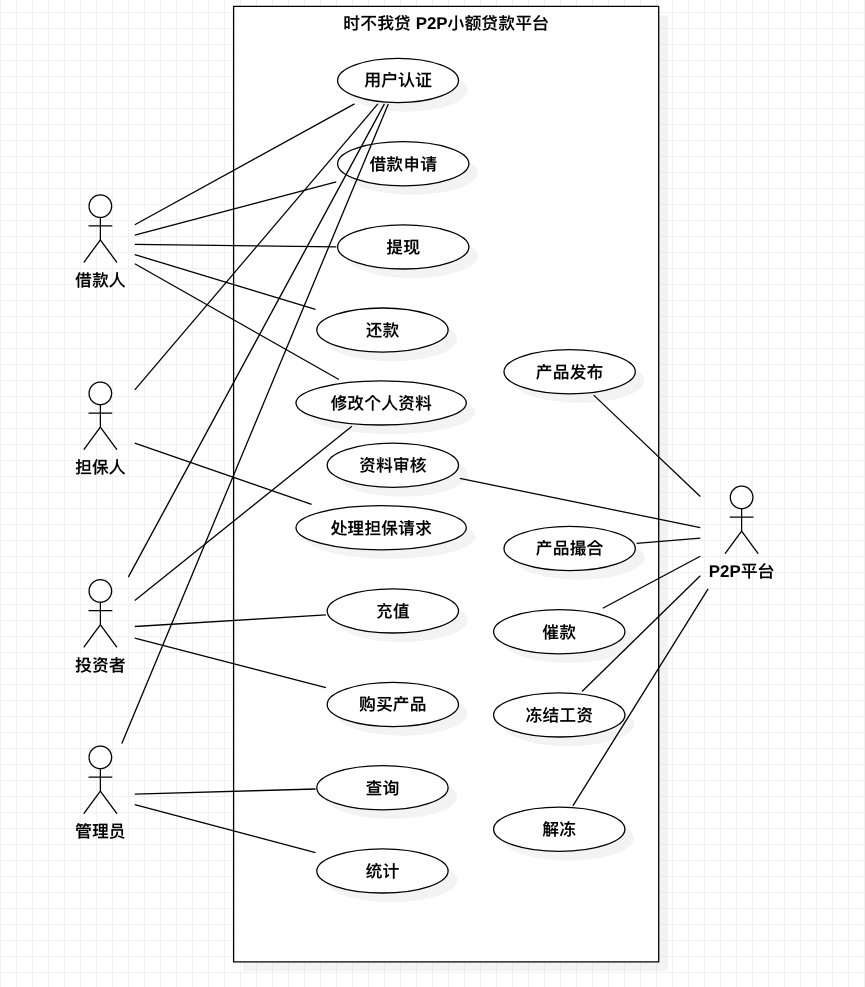 时不我贷 P2P小额贷款平台
用户认证
借款申请
提现
借款人
还款
产品发布
修改个人资料
担保人
资料审核
处理担保请求
产品撮合
P2P平台
充值
催款
投资者
购买产品
冻结工资
查询
管理员
解冻
统计